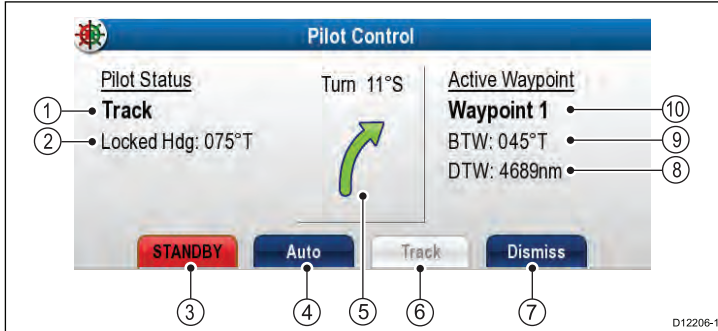 Pilot Control
Pilot Status
Turn 11°S
Active Waypoint
1
Track
Waypoint 1
10
2
Locked Hdg: 075°T
BTW: 045°T
9
DTW: 4689nm
8
STANDBY
Auto
Track
Dismiss
3
4
5
6
7
D12206-1